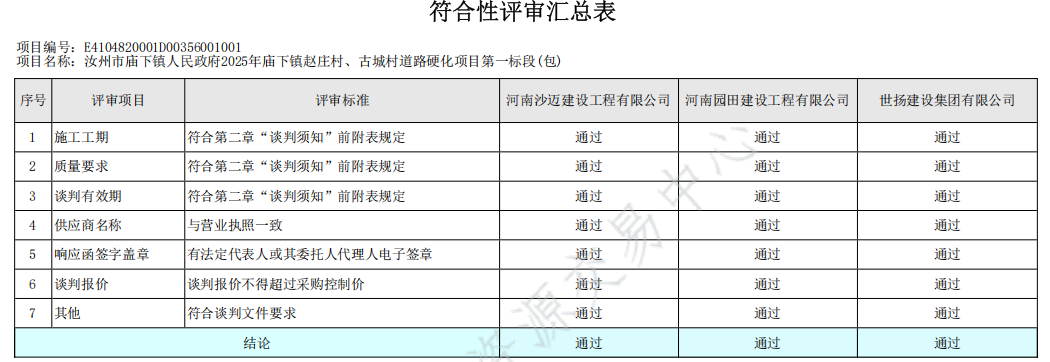 符合性评审汇总表
项目编号：E4104820001D00356001001
项目名称：汝州市庙下镇人民政府2025年庙下镇赵庄村、古城村道路硬化项目第一标段(包)
序号 评审项目 评审标准 河南沙迈建设工程有限公司 河南园田建设工程有限公司 世扬建设集团有限公司
1 施工工期 符合第二章“谈判须知”前附表规定 通过 通过 通过
2 质量要求 符合第二章“谈判须知”前附表规定 通过 通过 通过
3 谈判有效期 符合第二章“谈判须知”前附表规定 通过 通过 通过
4 供应商名称 与营业执照一致 通过 通过 通过
5 响应函签字盖章 有法定代表人或其委托人代理人电子签章 通过 通过 通过
6 谈判报价 谈判报价不得超过采购控制价 通过 通过 通过
7 其他 符合谈判文件要求 通过 通过 通过
结论 通过 通过 通过
资源交易中心